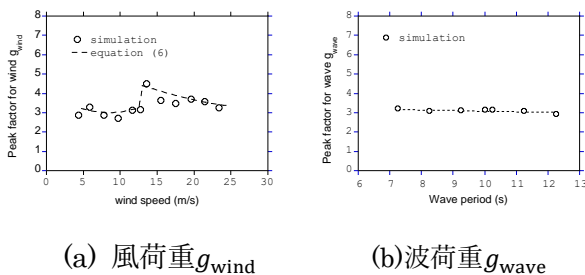 Peak factor for wind g_wind
8
7
6
5
4
3
2
1
0
○ simulation
--- equation (6)
0 5 10 15 20 25 30
wind speed (m/s)
(a) 風荷重g_wind
Peak factor for wave g_wave
8
7
6
5
4
3
2
1
0
○ simulation
6 7 8 9 10 11 12 13
Wave period (s)
(b)波荷重g_wave